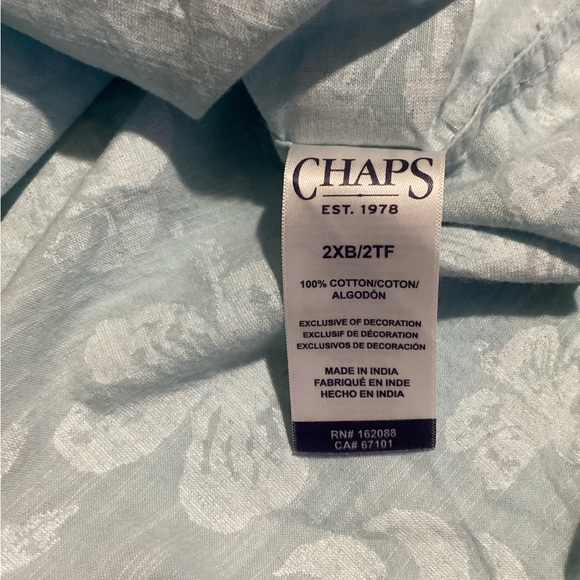 CHAPS
EST. 1978
2XB/2TF
100% COTTON/COTON/
ALGODÓN
EXCLUSIVE OF DECORATION
EXCLUSIF DE DÉCORATION
EXCLUSIVOS DE DECORACIÓN
MADE IN INDIA
FABRIQUÉ EN INDE
HECHO EN INDIA
RN# 162088
CA# 67101